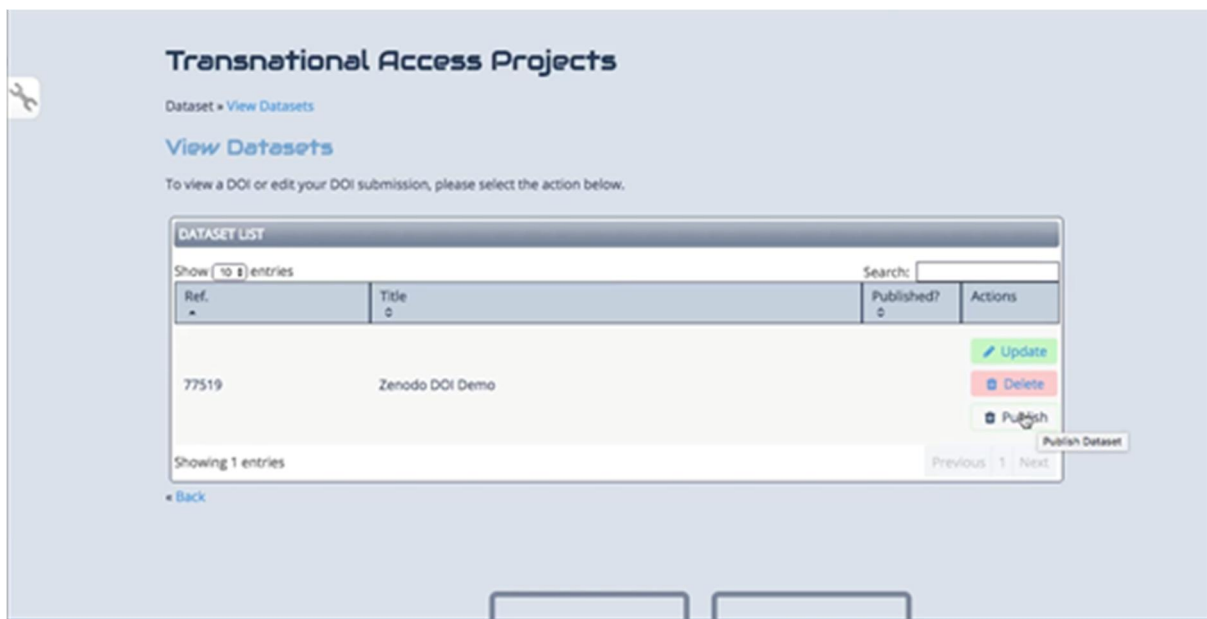 Transnational Access Projects
Dataset » View Datasets
View Datasets
To view a DOI or edit your DOI submission, please select the action below.
DATASET LIST
Show 10 entries
Search:
Ref. Title Published? Actions
Update
77519 Zenodo DOI Demo Delete
Publish
Publish Dataset
Showing 1 entries
Previous 1 Next
« Back